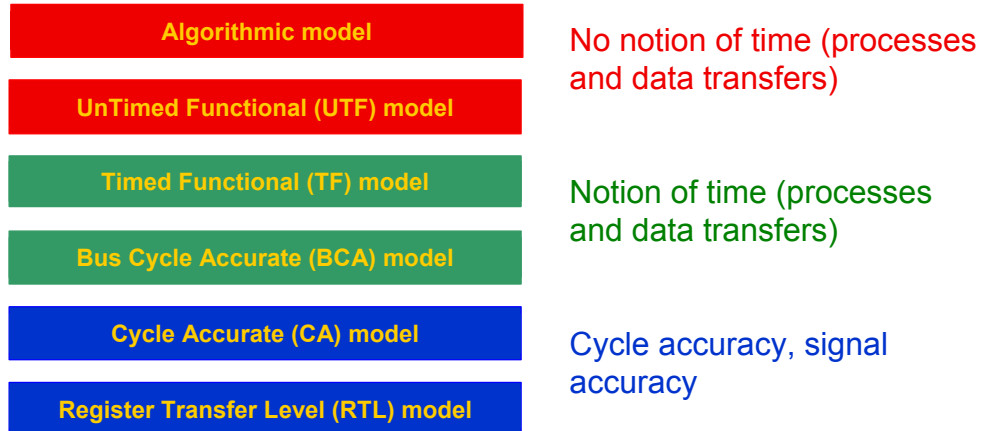 Algorithmic model
No notion of time (processes
and data transfers)
UnTimed Functional (UTF) model
Timed Functional (TF) model
Notion of time (processes
and data transfers)
Bus Cycle Accurate (BCA) model
Cycle Accurate (CA) model
Cycle accuracy, signal
accuracy
Register Transfer Level (RTL) model